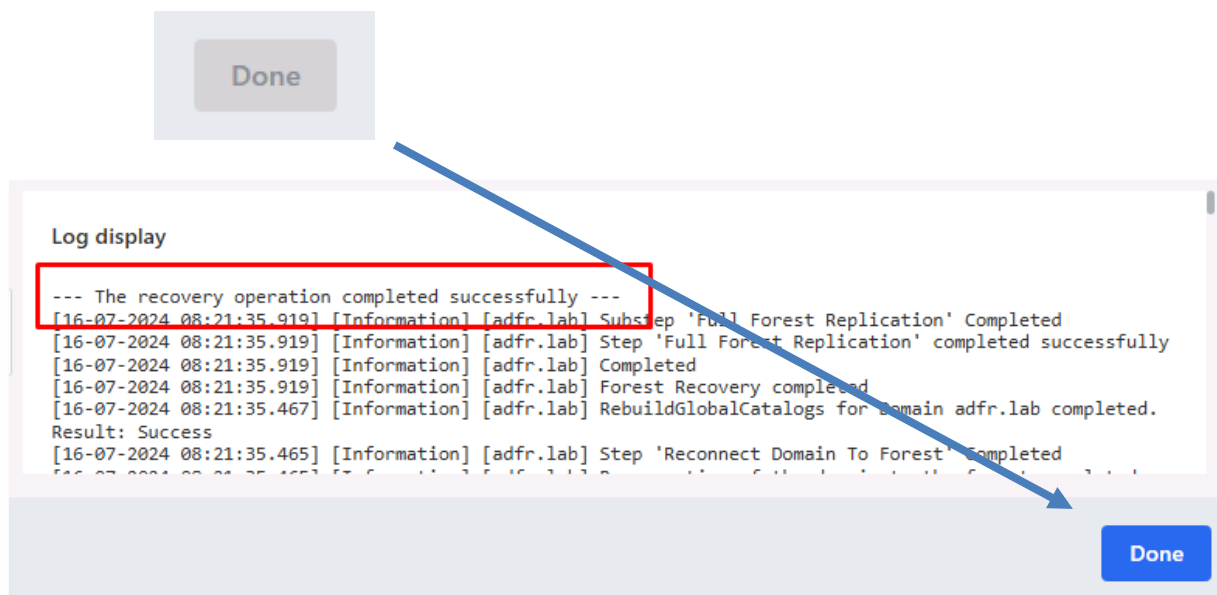 Done
Log display
--- The recovery operation completed successfully ---
[16-07-2024 08:21:35.919] [Information] [adfr.lab] Substep 'Full Forest Replication' Completed
[16-07-2024 08:21:35.919] [Information] [adfr.lab] Step 'Full Forest Replication' completed successfully
[16-07-2024 08:21:35.919] [Information] [adfr.lab] Completed
[16-07-2024 08:21:35.919] [Information] [adfr.lab] Forest Recovery completed
[16-07-2024 08:21:35.467] [Information] [adfr.lab] RebuildGlobalCatalogs for Domain adfr.lab completed.
Result: Success
[16-07-2024 08:21:35.465] [Information] [adfr.lab] Step 'Reconnect Domain To Forest' Completed
Done